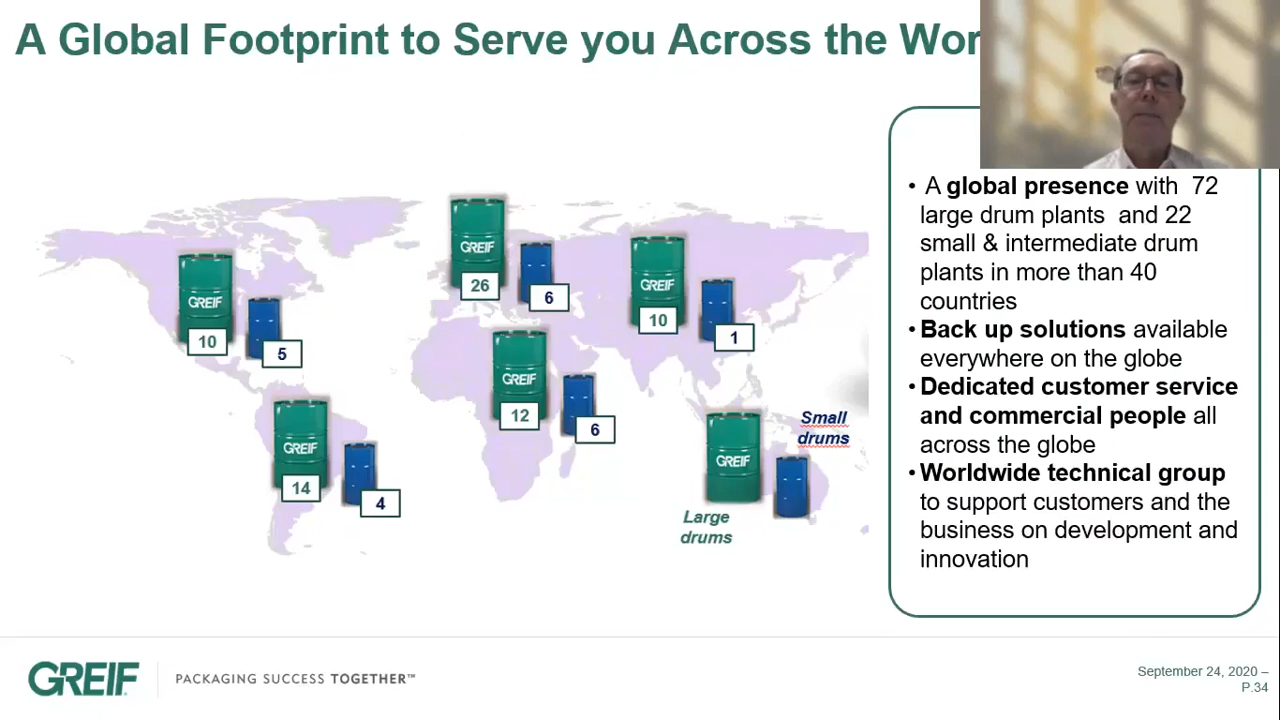 A Global Footprint to Serve you Across the Wor
GREIF
26
6
GREIF
10
1
GREIF
10
5
GREIF
12
6
GREIF
14
4
GREIF
Small
drums
Large
drums
• A global presence with 72
large drum plants and 22
small & intermediate drum
plants in more than 40
countries
• Back up solutions available
everywhere on the globe
• Dedicated customer service
and commercial people all
across the globe
• Worldwide technical group
to support customers and the
business on development and
innovation
GREIF
PACKAGING SUCCESS TOGETHER™
September 24, 2020 –
P.34